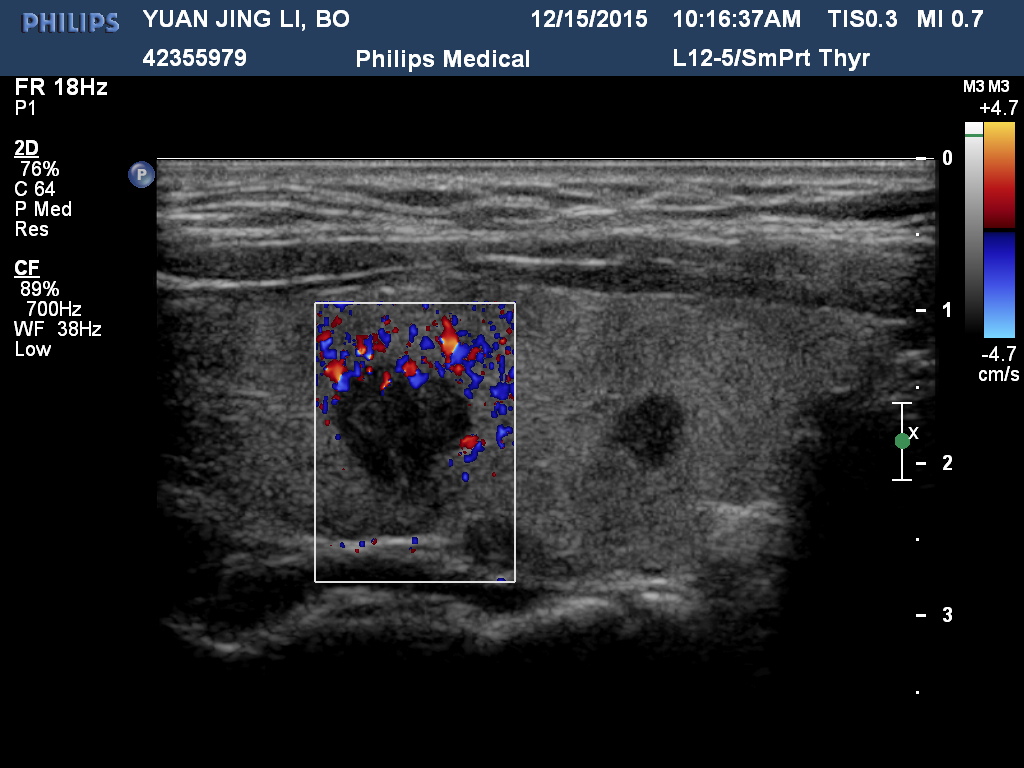 PHILIPS YUAN JING LI, BO 12/15/2015 10:16:37AM TIS0.3 MI 0.7
42355979 Philips Medical L12-5/SmPrt Thyr
FR 18Hz
P1
2D
76%
C 64
P Med
Res
CF
89%
700Hz
WF 38Hz
Low
P
M3 M3
+4.7
-4.7
cm/s
0
1
X
2
3